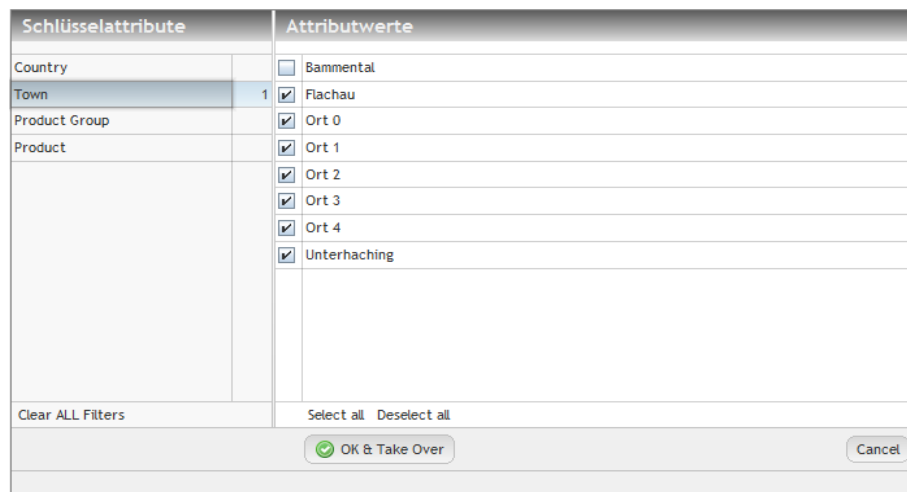 Schlüsselattribute Attributwerte
Country Bammental
Town 1 Flachau
Product Group Ort 0
Product Ort 1
Ort 2
Ort 3
Ort 4
Unterhaching
Clear ALL Filters Select all Deselect all
OK & Take Over Cancel